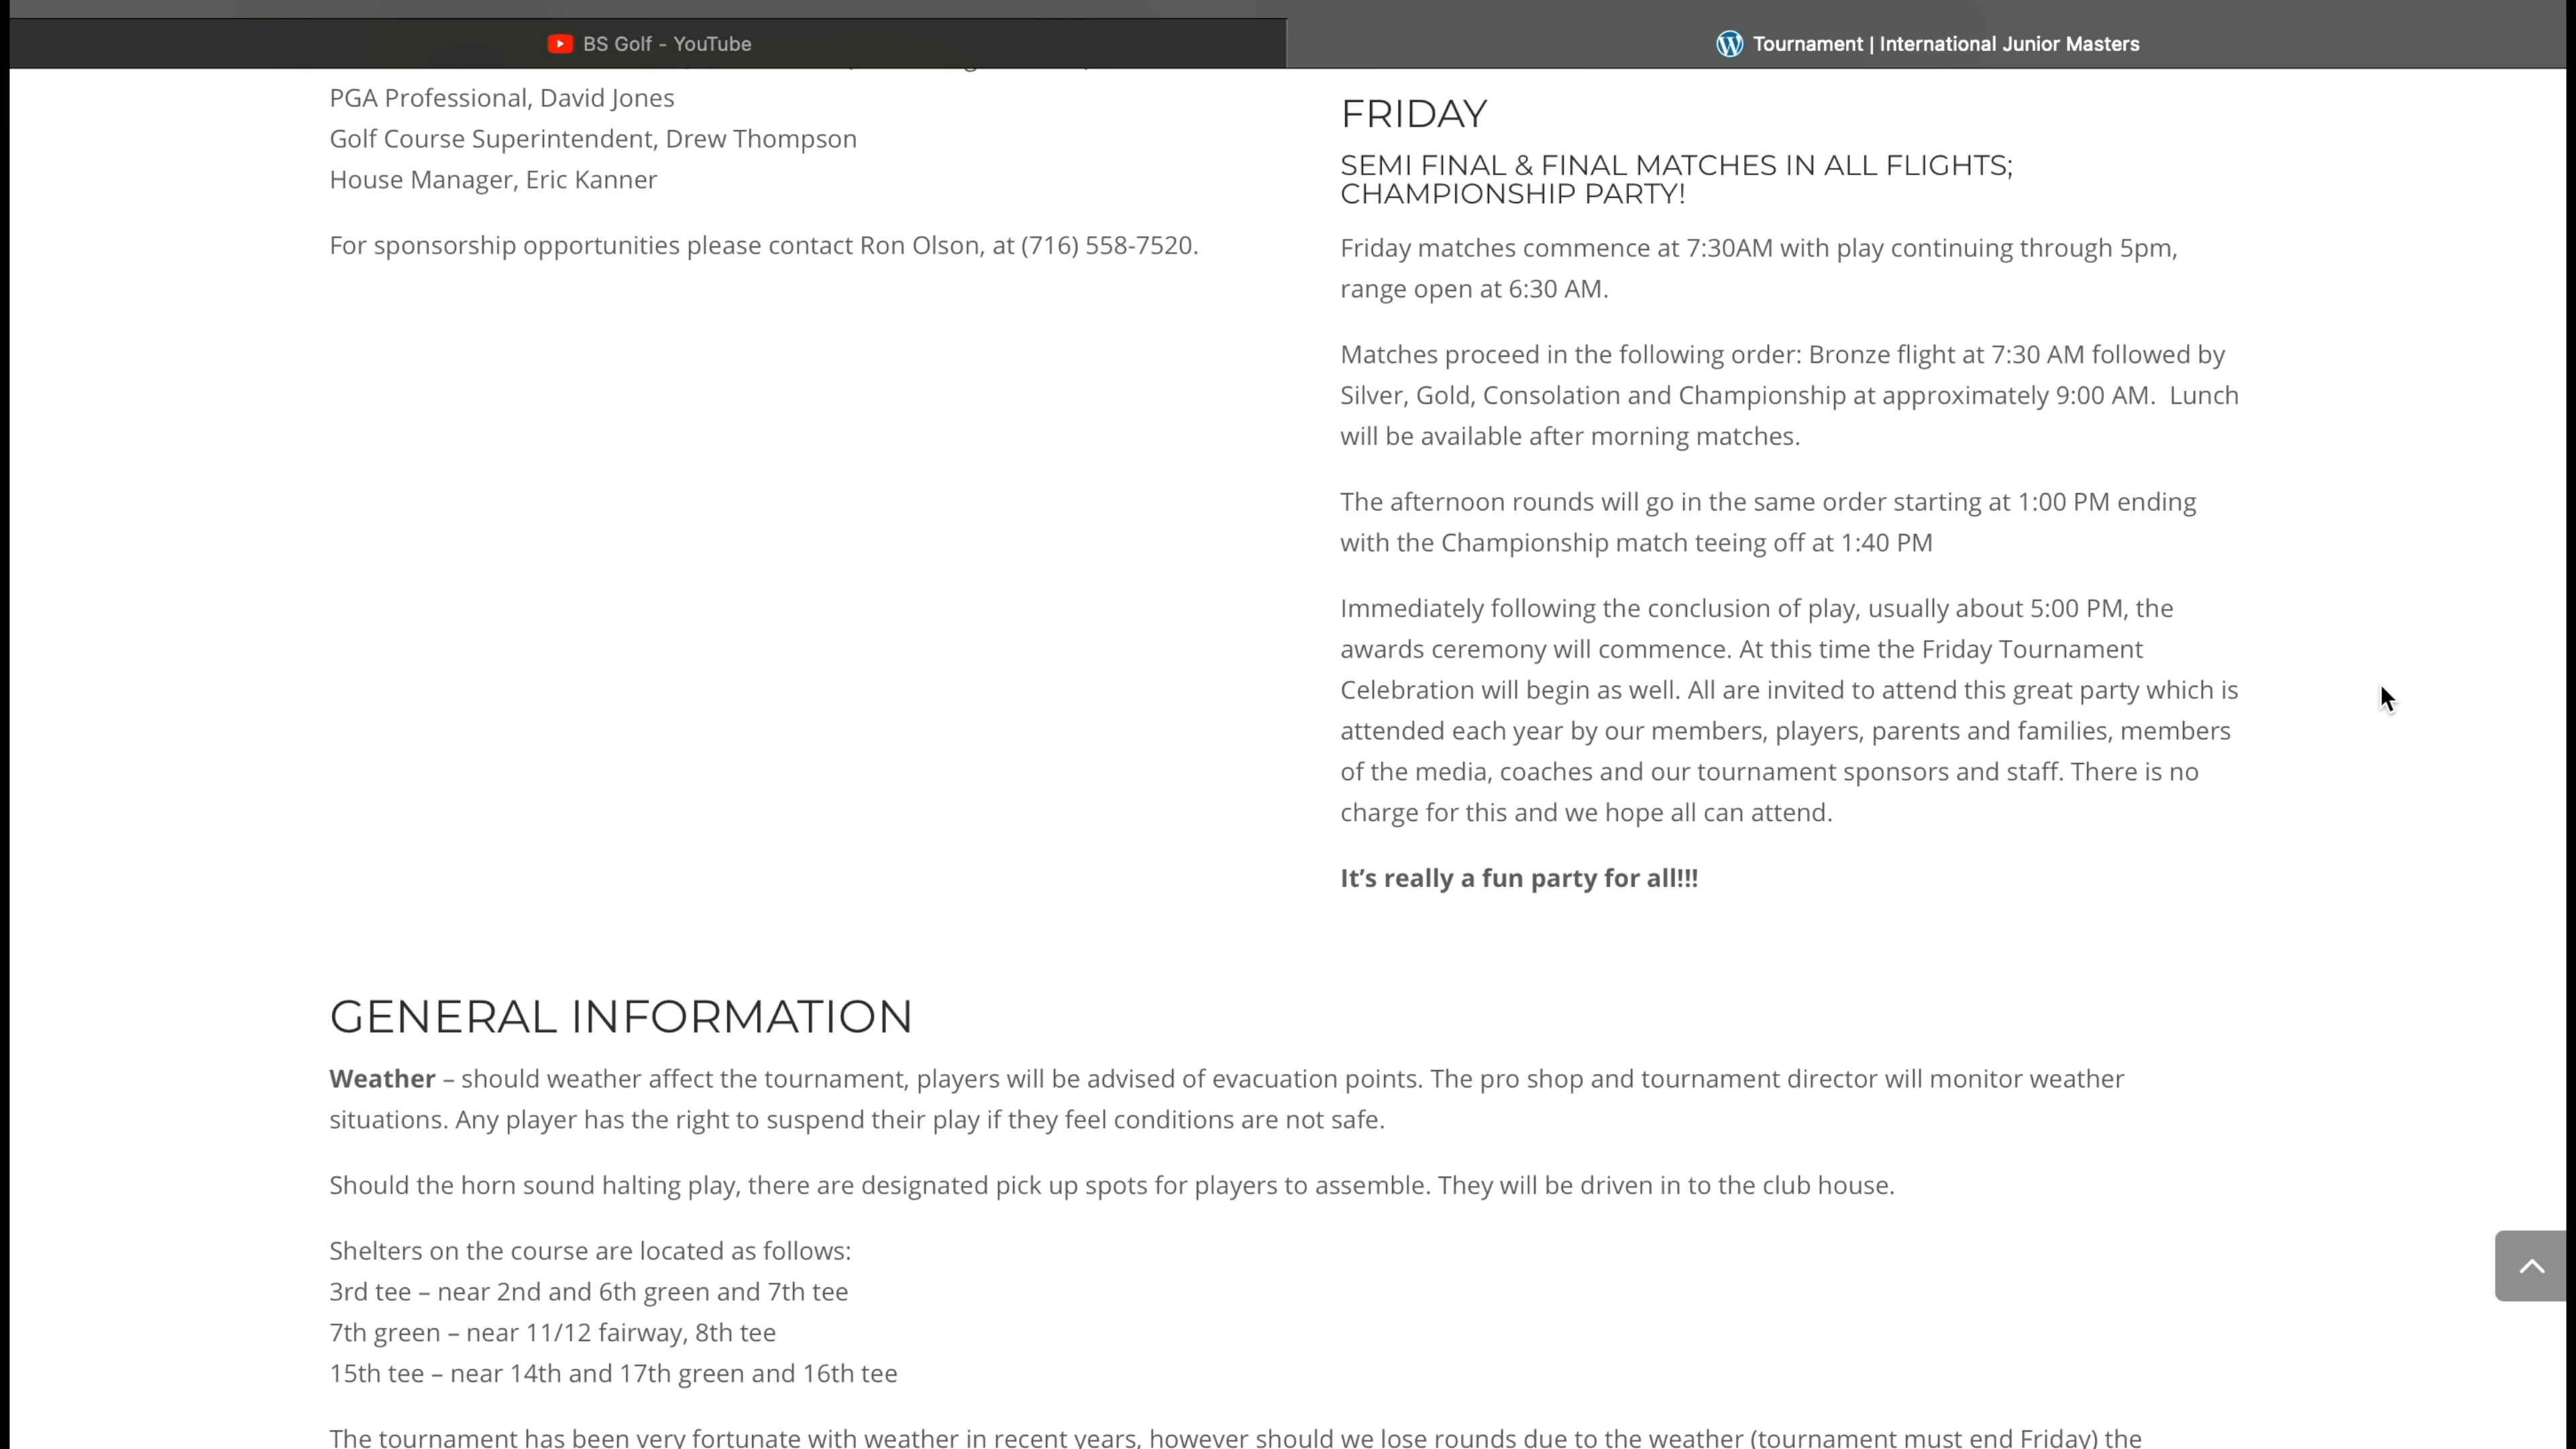 BS Golf - YouTube
Tournament | International Junior Masters
PGA Professional, David Jones
Golf Course Superintendent, Drew Thompson
House Manager, Eric Kanner
For sponsorship opportunities please contact Ron Olson, at (716) 558-7520.
FRIDAY
SEMI FINAL & FINAL MATCHES IN ALL FLIGHTS;
CHAMPIONSHIP PARTY!
Friday matches commence at 7:30AM with play continuing through 5pm,
range open at 6:30 AM.
Matches proceed in the following order: Bronze flight at 7:30 AM followed by
Silver, Gold, Consolation and Championship at approximately 9:00 AM.  Lunch
will be available after morning matches.
The afternoon rounds will go in the same order starting at 1:00 PM ending
with the Championship match teeing off at 1:40 PM
Immediately following the conclusion of play, usually about 5:00 PM, the
awards ceremony will commence. At this time the Friday Tournament
Celebration will begin as well. All are invited to attend this great party which is
attended each year by our members, players, parents and families, members
of the media, coaches and our tournament sponsors and staff. There is no
charge for this and we hope all can attend.
It’s really a fun party for all!!!
GENERAL INFORMATION
Weather – should weather affect the tournament, players will be advised of evacuation points. The pro shop and tournament director will monitor weather
situations. Any player has the right to suspend their play if they feel conditions are not safe.
Should the horn sound halting play, there are designated pick up spots for players to assemble. They will be driven in to the club house.
Shelters on the course are located as follows:
3rd tee – near 2nd and 6th green and 7th tee
7th green – near 11/12 fairway, 8th tee
15th tee – near 14th and 17th green and 16th tee
The tournament has been very fortunate with weather in recent years, however should we lose rounds due to the weather (tournament must end Friday) the